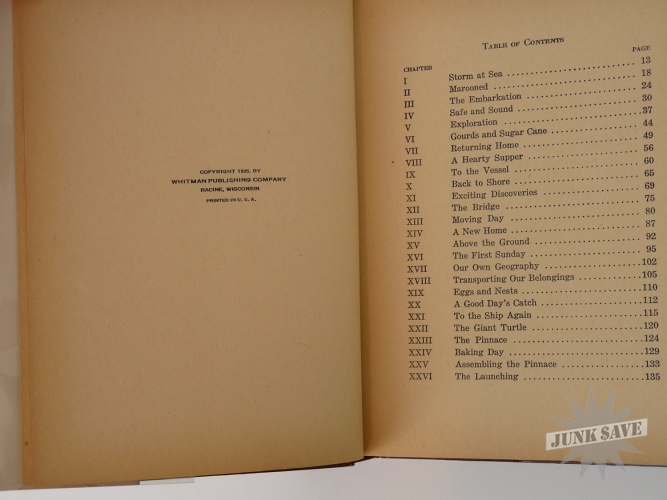 COPYRIGHT 1935, BY
WHITMAN PUBLISHING COMPANY
RACINE, WISCONSIN
PRINTED IN U. S. A.
TABLE OF CONTENTS
CHAPTER PAGE
I Storm at Sea 13
II Marooned 18
III The Embarkation 24
IV Safe and Sound 30
V Exploration 37
VI Gourds and Sugar Cane 44
VII Returning Home 49
VIII A Hearty Supper 56
IX To the Vessel 60
X Back to Shore 65
XI Exciting Discoveries 69
XII The Bridge 75
XIII Moving Day 80
XIV A New Home 87
XV Above the Ground 92
XVI The First Sunday 95
XVII Our Own Geography 102
XVIII Transporting Our Belongings 105
XIX Eggs and Nests 110
XX A Good Day's Catch 112
XXI To the Ship Again 115
XXII The Giant Turtle 120
XXIII The Pinnace 124
XXIV Baking Day 129
XXV Assembling the Pinnace 133
XXVI The Launching 135
JUNK SAVE